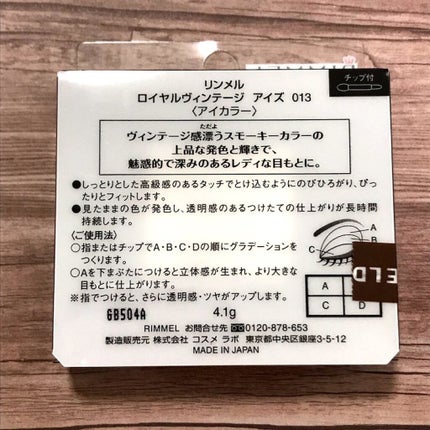 チップ付
リンメル
ロイヤルヴィンテージ アイズ 013
〈アイカラー〉
ただよ
ヴィンテージ感漂うスモーキーカラーの
上品な発色と輝きで、
魅惑的で深みのあるレディな目もとに。
●しっとりとした高級感のあるタッチでとけ込むようにのびひろがり、ぴっ
たりとフィットします。
●見たままの色が発色し、透明感のあるつけたての仕上がりが長時間
持続します。
〈ご使用法〉
○指またはチップでA・B・C・Dの順にグラデーションを
つくります。
○Aを下まぶたにつけると立体感が生まれ、より大きな
目もとに仕上がります。
※指でつけると、さらに透明感・ツヤがアップします。
A
B
C
A
C
D
ELD
GB504A
4.1g
RIMMEL お問合せ先 0120-878-653
製造販売元 株式会社 コスメ ラボ 東京都中央区銀座3-5-12
MADE IN JAPAN